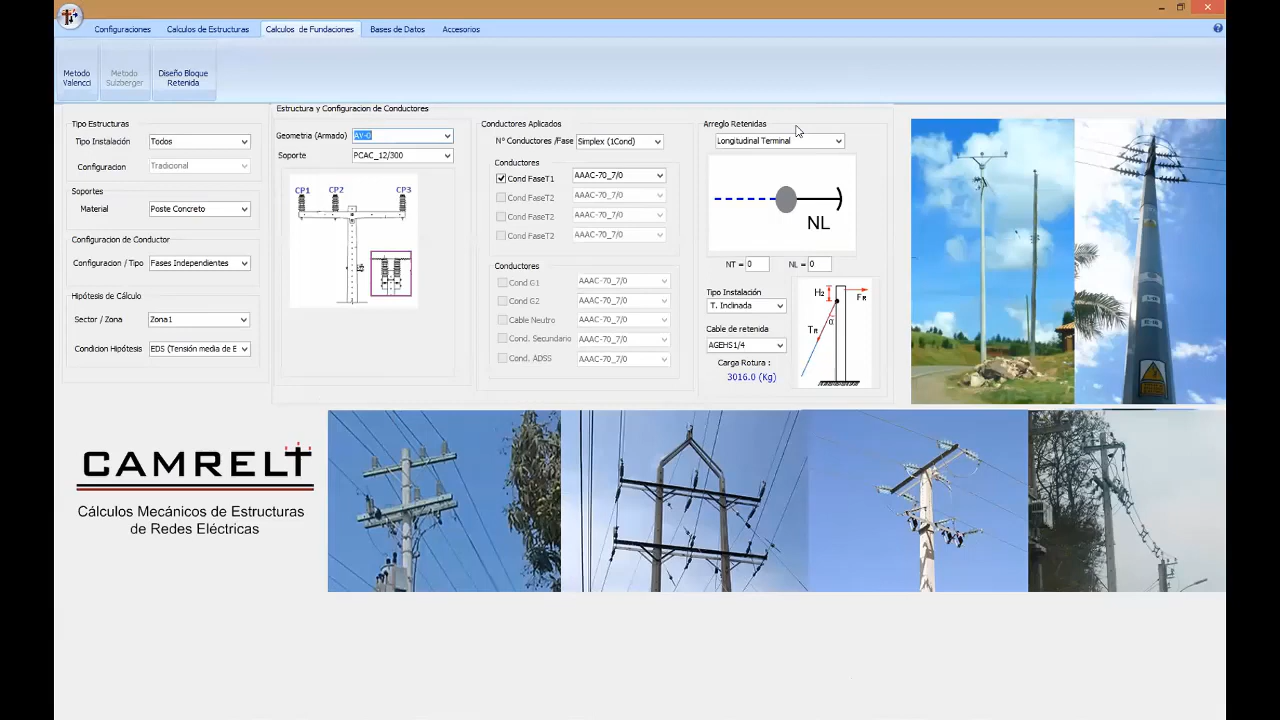 Configuraciones
Calculos de Estructuras
Calculos de Fundaciones
Bases de Datos
Accesorios
Metodo Valencci
Metodo Sulzberger
Diseño Bloque Retenida
Tipo Estructuras
Tipo Instalación Todos
Configuracion Tradicional
Soportes
Material Poste Concreto
Configuracion de Conductor
Configuracion / Tipo Fases Independientes
Hipótesis de Cálculo
Sector / Zona Zona1
Condicion Hipótesis EDS (Tensión media de E
Estructura y Configuracion de Conductores
Geometria (Armado) AY-0
Soporte PCAC_12/300
CP1 CP2 CP3
Conductores Aplicados
N° Conductores /Fase Simplex (1Cond)
Conductores
Cond FaseT1 AAAC-70_7/0
Cond FaseT2 AAAC-70_7/0
Cond FaseT2 AAAC-70_7/0
Cond FaseT2 AAAC-70_7/0
Conductores
Cond G1 AAAC-70_7/0
Cond G2 AAAC-70_7/0
Cable Neutro AAAC-70_7/0
Cond. Secundario AAAC-70_7/0
Cond. ADSS AAAC-70_7/0
Arreglo Retenidas
Longitudinal Terminal
NL
NT = 0 NL = 0
Tipo Instalación
T. Inclinada
Cable de retenida
AGEHS1/4
Carga Rotura :
3016.0 (Kg)
H2
FR
TR
α
CAMRELT
Cálculos Mecánicos de Estructuras
de Redes Eléctricas